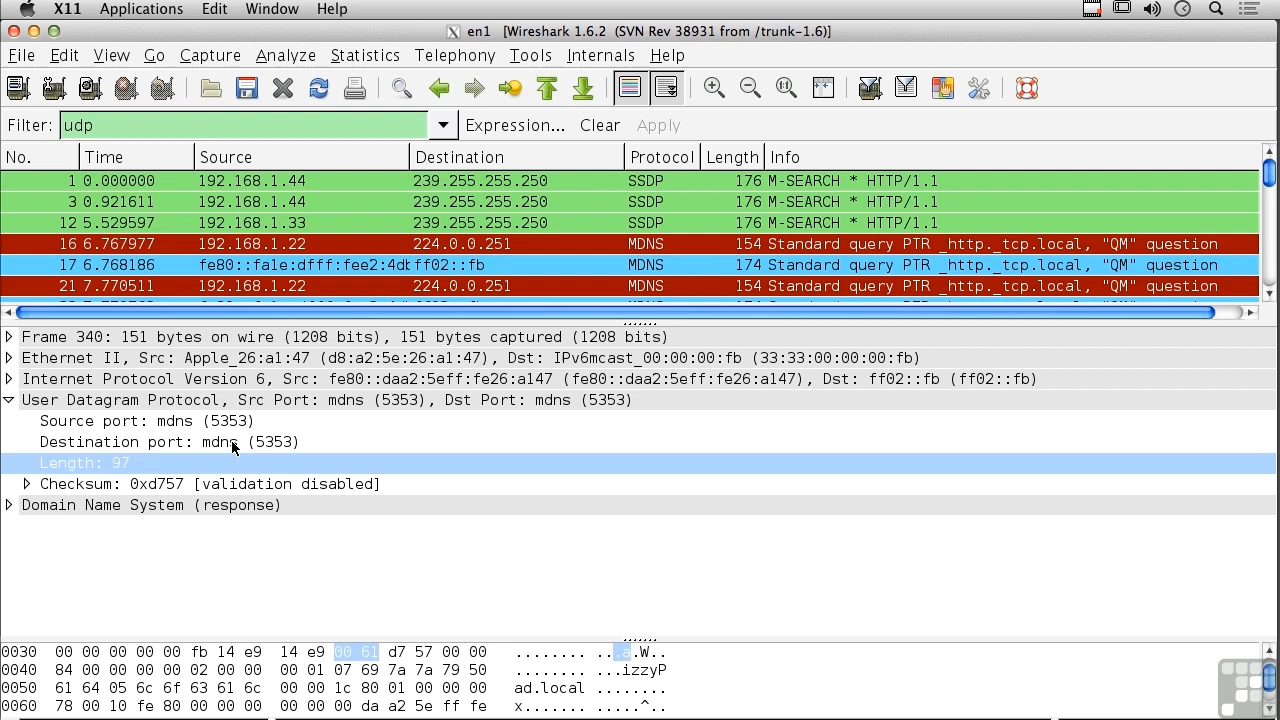 X11 Applications Edit Window Help
en1 [Wireshark 1.6.2 (SVN Rev 38931 from /trunk-1.6)]
File Edit View Go Capture Analyze Statistics Telephony Tools Internals Help
Filter: udp Expression... Clear Apply
No. Time Source Destination Protocol Length Info
1 0.000000 192.168.1.44 239.255.255.250 SSDP 176 M-SEARCH * HTTP/1.1
3 0.921611 192.168.1.44 239.255.255.250 SSDP 176 M-SEARCH * HTTP/1.1
12 5.529597 192.168.1.33 239.255.255.250 SSDP 176 M-SEARCH * HTTP/1.1
16 6.767977 192.168.1.22 224.0.0.251 MDNS 154 Standard query PTR _http._tcp.local, "QM" question
17 6.768186 fe80::fa1e:dfff:fee2:4db ff02::fb MDNS 174 Standard query PTR _http._tcp.local, "QM" question
21 7.770511 192.168.1.22 224.0.0.251 MDNS 154 Standard query PTR _http._tcp.local, "QM" question
Frame 340: 151 bytes on wire (1208 bits), 151 bytes captured (1208 bits)
Ethernet II, Src: Apple_26:a1:47 (d8:a2:5e:26:a1:47), Dst: IPv6mcast_00:00:00:fb (33:33:00:00:00:fb)
Internet Protocol Version 6, Src: fe80::daa2:5eff:fe26:a147 (fe80::daa2:5eff:fe26:a147), Dst: ff02::fb (ff02::fb)
User Datagram Protocol, Src Port: mdns (5353), Dst Port: mdns (5353)
Source port: mdns (5353)
Destination port: mdns (5353)
Length: 97
Checksum: 0xd757 [validation disabled]
Domain Name System (response)
0030 00 00 00 00 00 fb 14 e9 14 e9 00 61 d7 57 00 00 ........ ...a.W..
0040 84 00 00 00 00 02 00 00 00 01 07 69 7a 7a 79 50 ........ ...izzyP
0050 61 64 05 6c 6f 63 61 6c 00 00 1c 80 01 00 00 00 ad.local ........
0060 78 00 10 fe 80 00 00 00 00 00 00 da a2 5e ff fe x....... .....^..